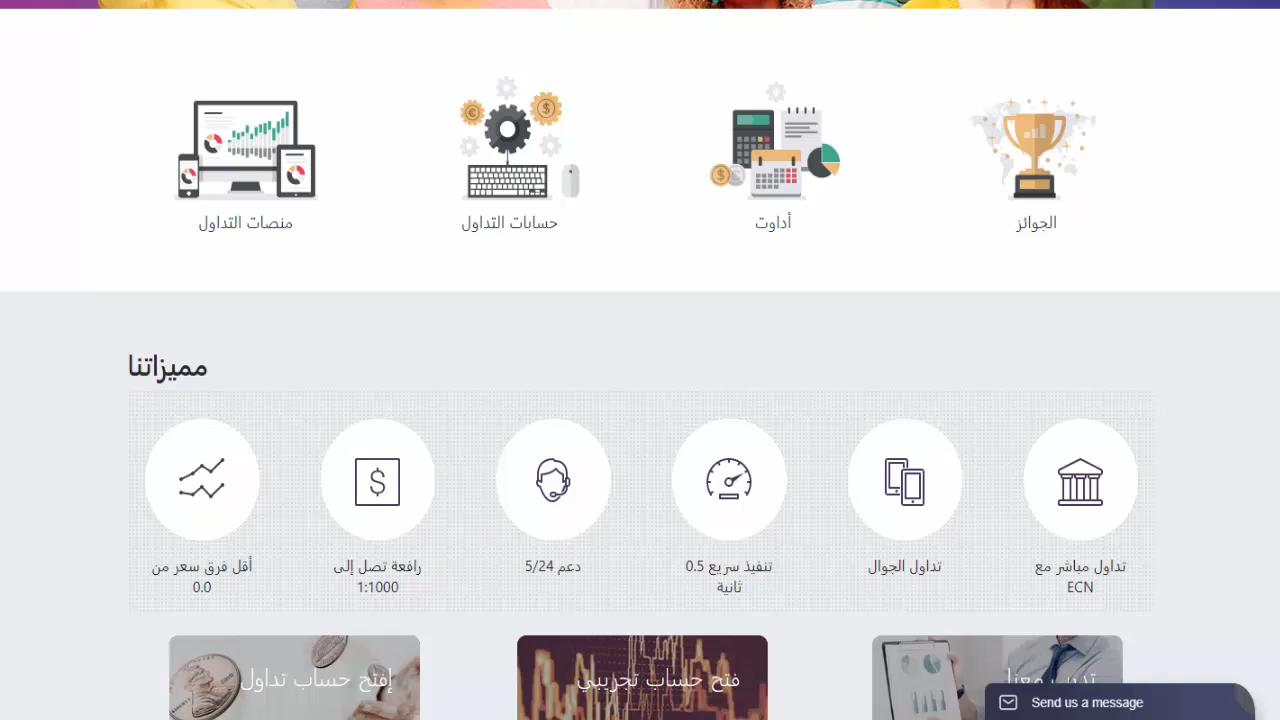 الجوائز
أداوت
حسابات التداول
منصات التداول
مميزاتنا
تداول مباشر مع
ECN
تداول الجوال
تنفيذ سريع 0.5
ثانية
دعم 5/24
رافعة تصل إلى
1:1000
أقل فرق سعر من
0.0
تدرب معنا
فتح حساب تجريبي
إفتح حساب تداول
Send us a message